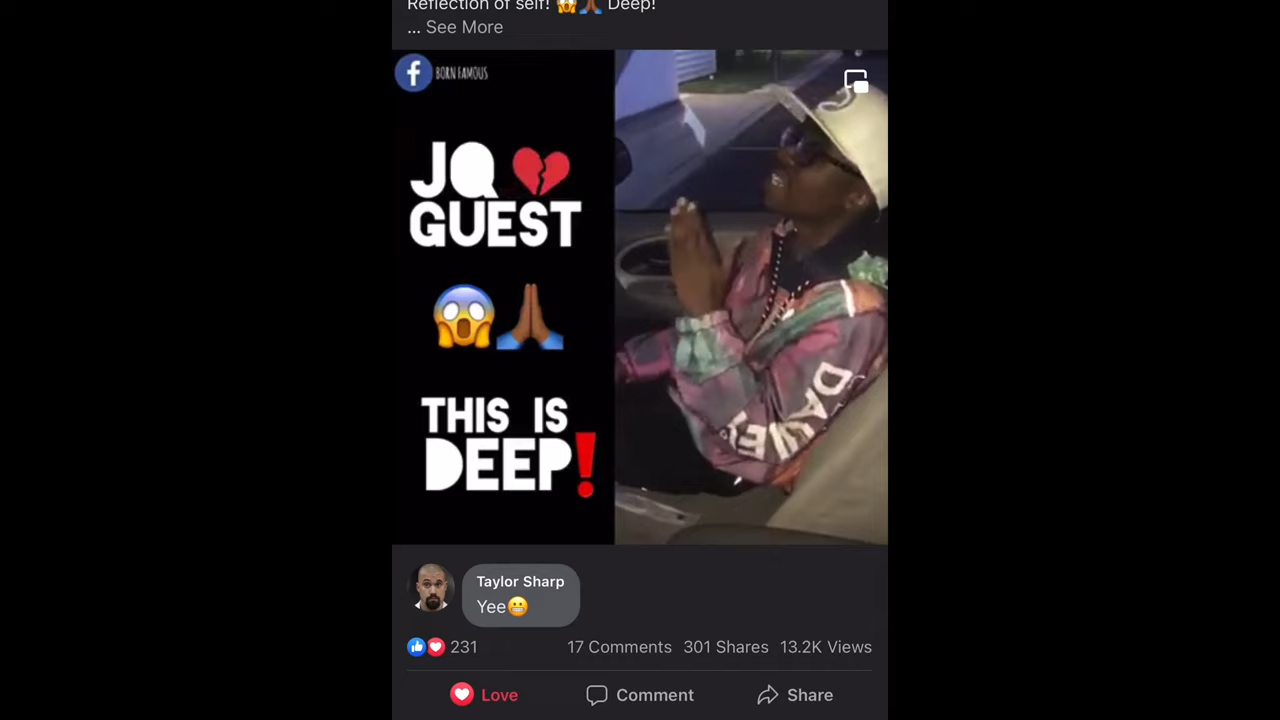 Reflection of self! 😱🙏🏾 Deep!
... See More
BORN FAMOUS
JQ 💔
GUEST
😱🙏🏾
THIS IS
DEEP❗
Taylor Sharp
Yee😬
231
17 Comments 301 Shares 13.2K Views
Love Comment Share